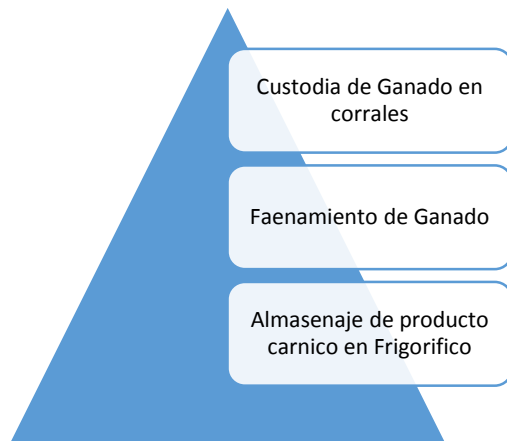 Custodia de Ganado en
corrales
Faenamiento de Ganado
Almasenaje de producto
carnico en Frigorifico